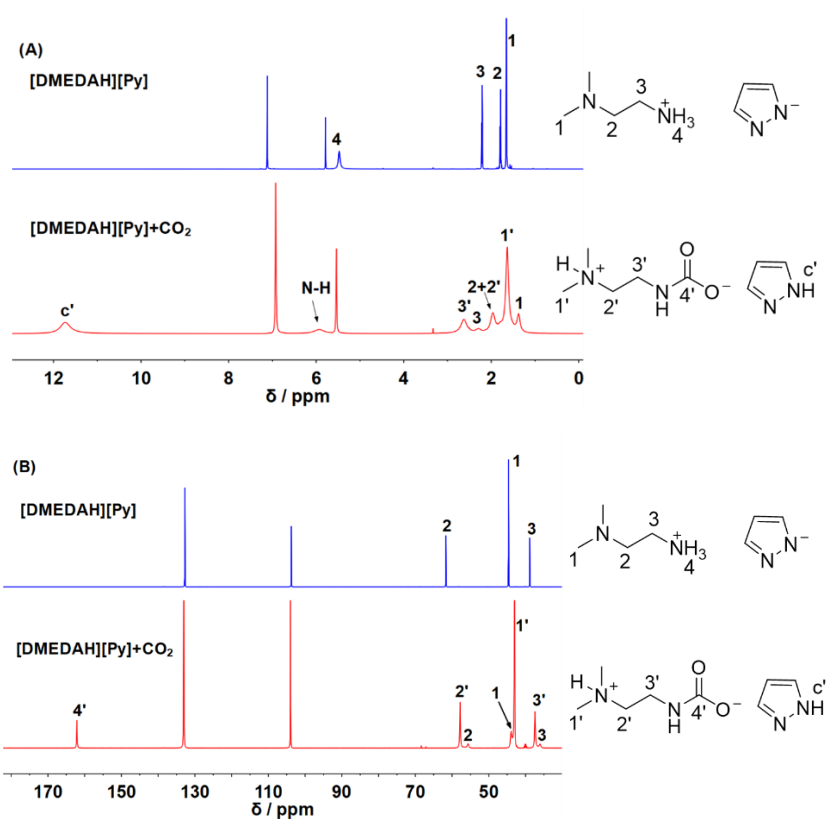 (A)
[DMEDAH][Py]
4
3
2
1
N
1
2
3
+
NH3
4
N
N−
[DMEDAH][Py]+CO₂
c'
N-H
3'
3
2+2'
1'
1
H
N
+
1'
2'
3'
N
H
O
4'
O−
c'
NH
N
12
10
8
6
4
2
0
δ / ppm
(B)
[DMEDAH][Py]
2
1
3
N
1
2
3
+
NH3
4
N
N−
[DMEDAH][Py]+CO₂
4'
2'
2
1
1'
3'
3
H
N
+
1'
2'
3'
N
H
O
4'
O−
c'
NH
N
170
150
130
110
90
70
50
δ / ppm